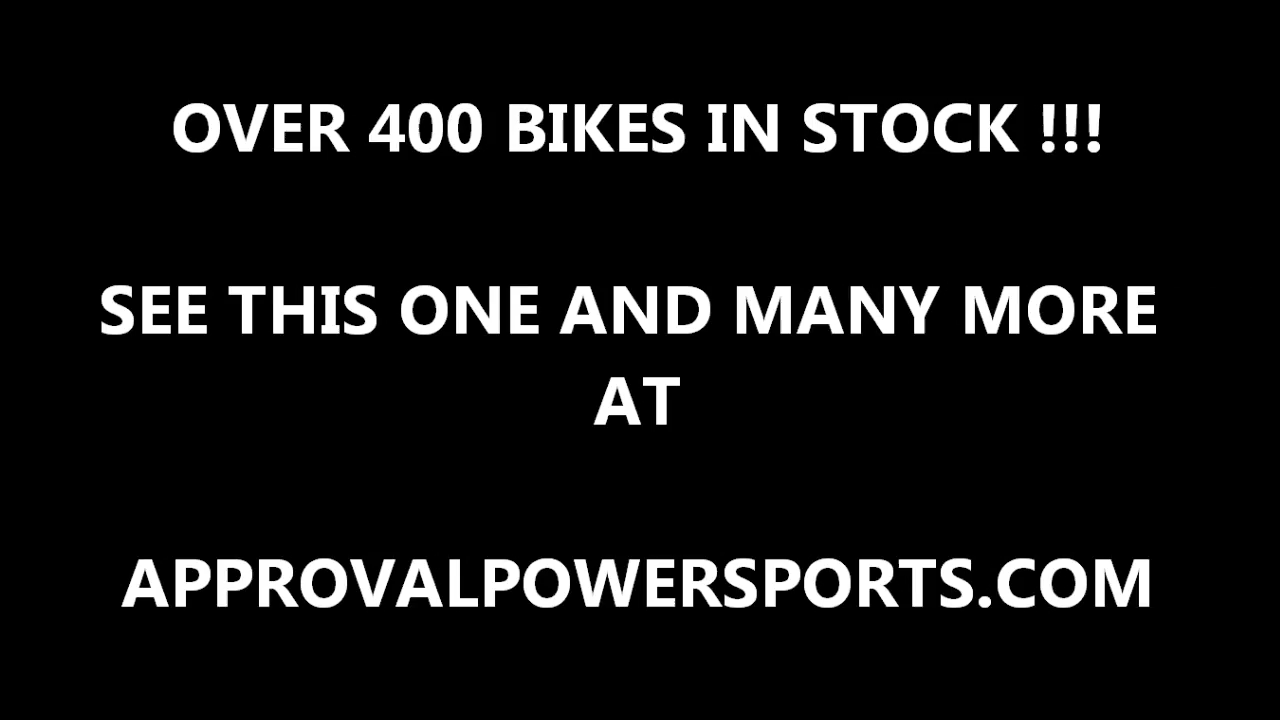 OVER 400 BIKES IN STOCK !!!
SEE THIS ONE AND MANY MORE
AT
APPROVALPOWERSPORTS.COM